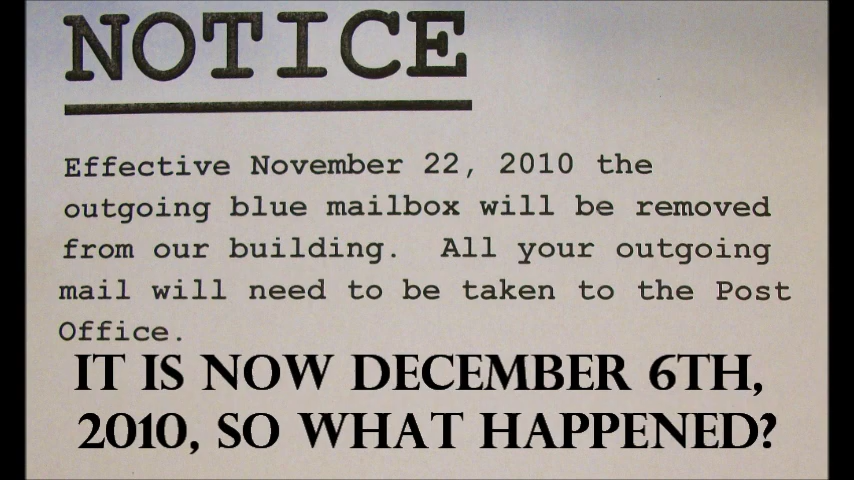 NOTICE
Effective November 22, 2010 the
outgoing blue mailbox will be removed
from our building.  All your outgoing
mail will need to be taken to the Post
Office.
IT IS NOW DECEMBER 6TH,
2010, SO WHAT HAPPENED?